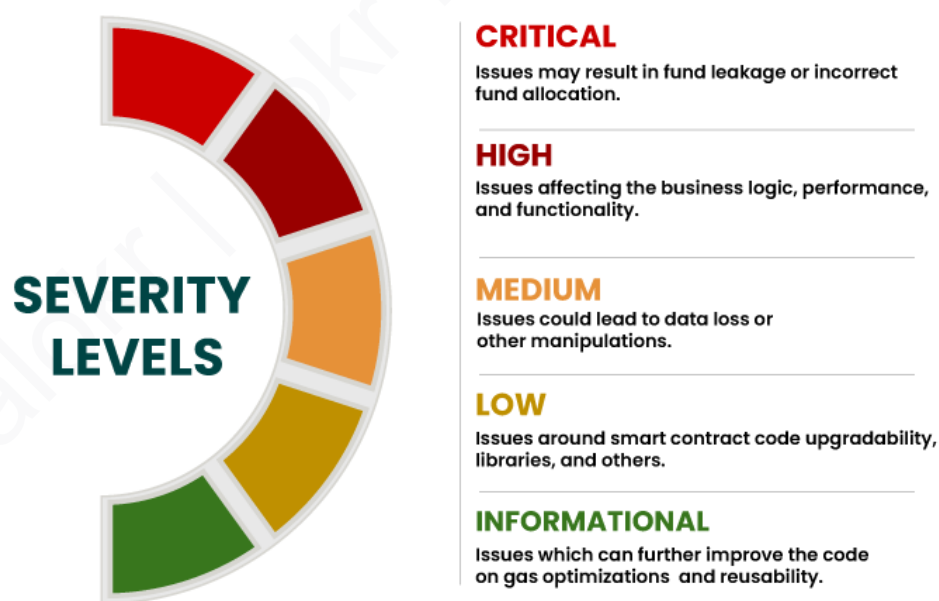 SEVERITY
LEVELS
CRITICAL
Issues may result in fund leakage or incorrect
fund allocation.
HIGH
Issues affecting the business logic, performance,
and functionality.
MEDIUM
Issues could lead to data loss or
other manipulations.
LOW
Issues around smart contract code upgradability,
libraries, and others.
INFORMATIONAL
Issues which can further improve the code
on gas optimizations and reusability.